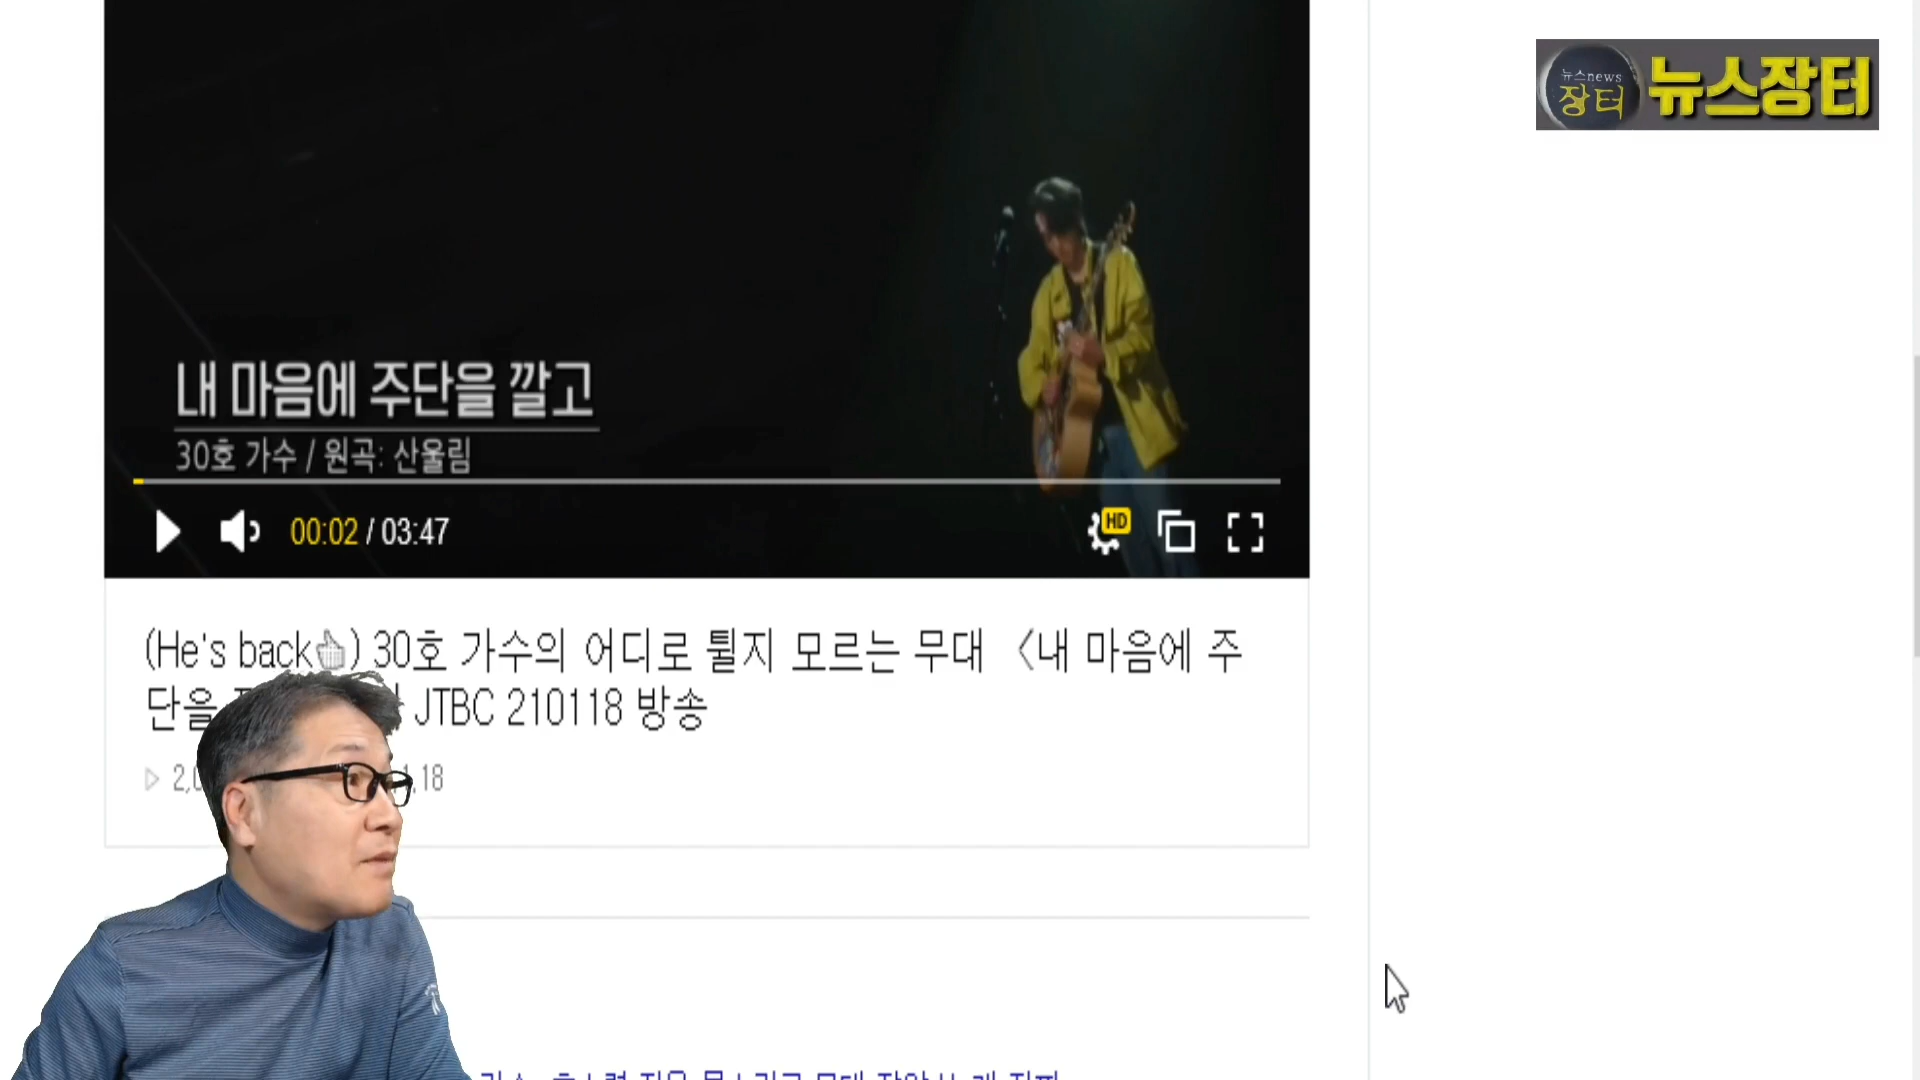 뉴스news
장터
뉴스장터
내 마음에 주단을 깔고
30호 가수 / 원곡: 산울림
00:02 / 03:47
HD
(He's back👍) 30호 가수의 어디로 튈지 모르는 무대 〈내 마음에 주
단을 JTBC 210118 방송
.18